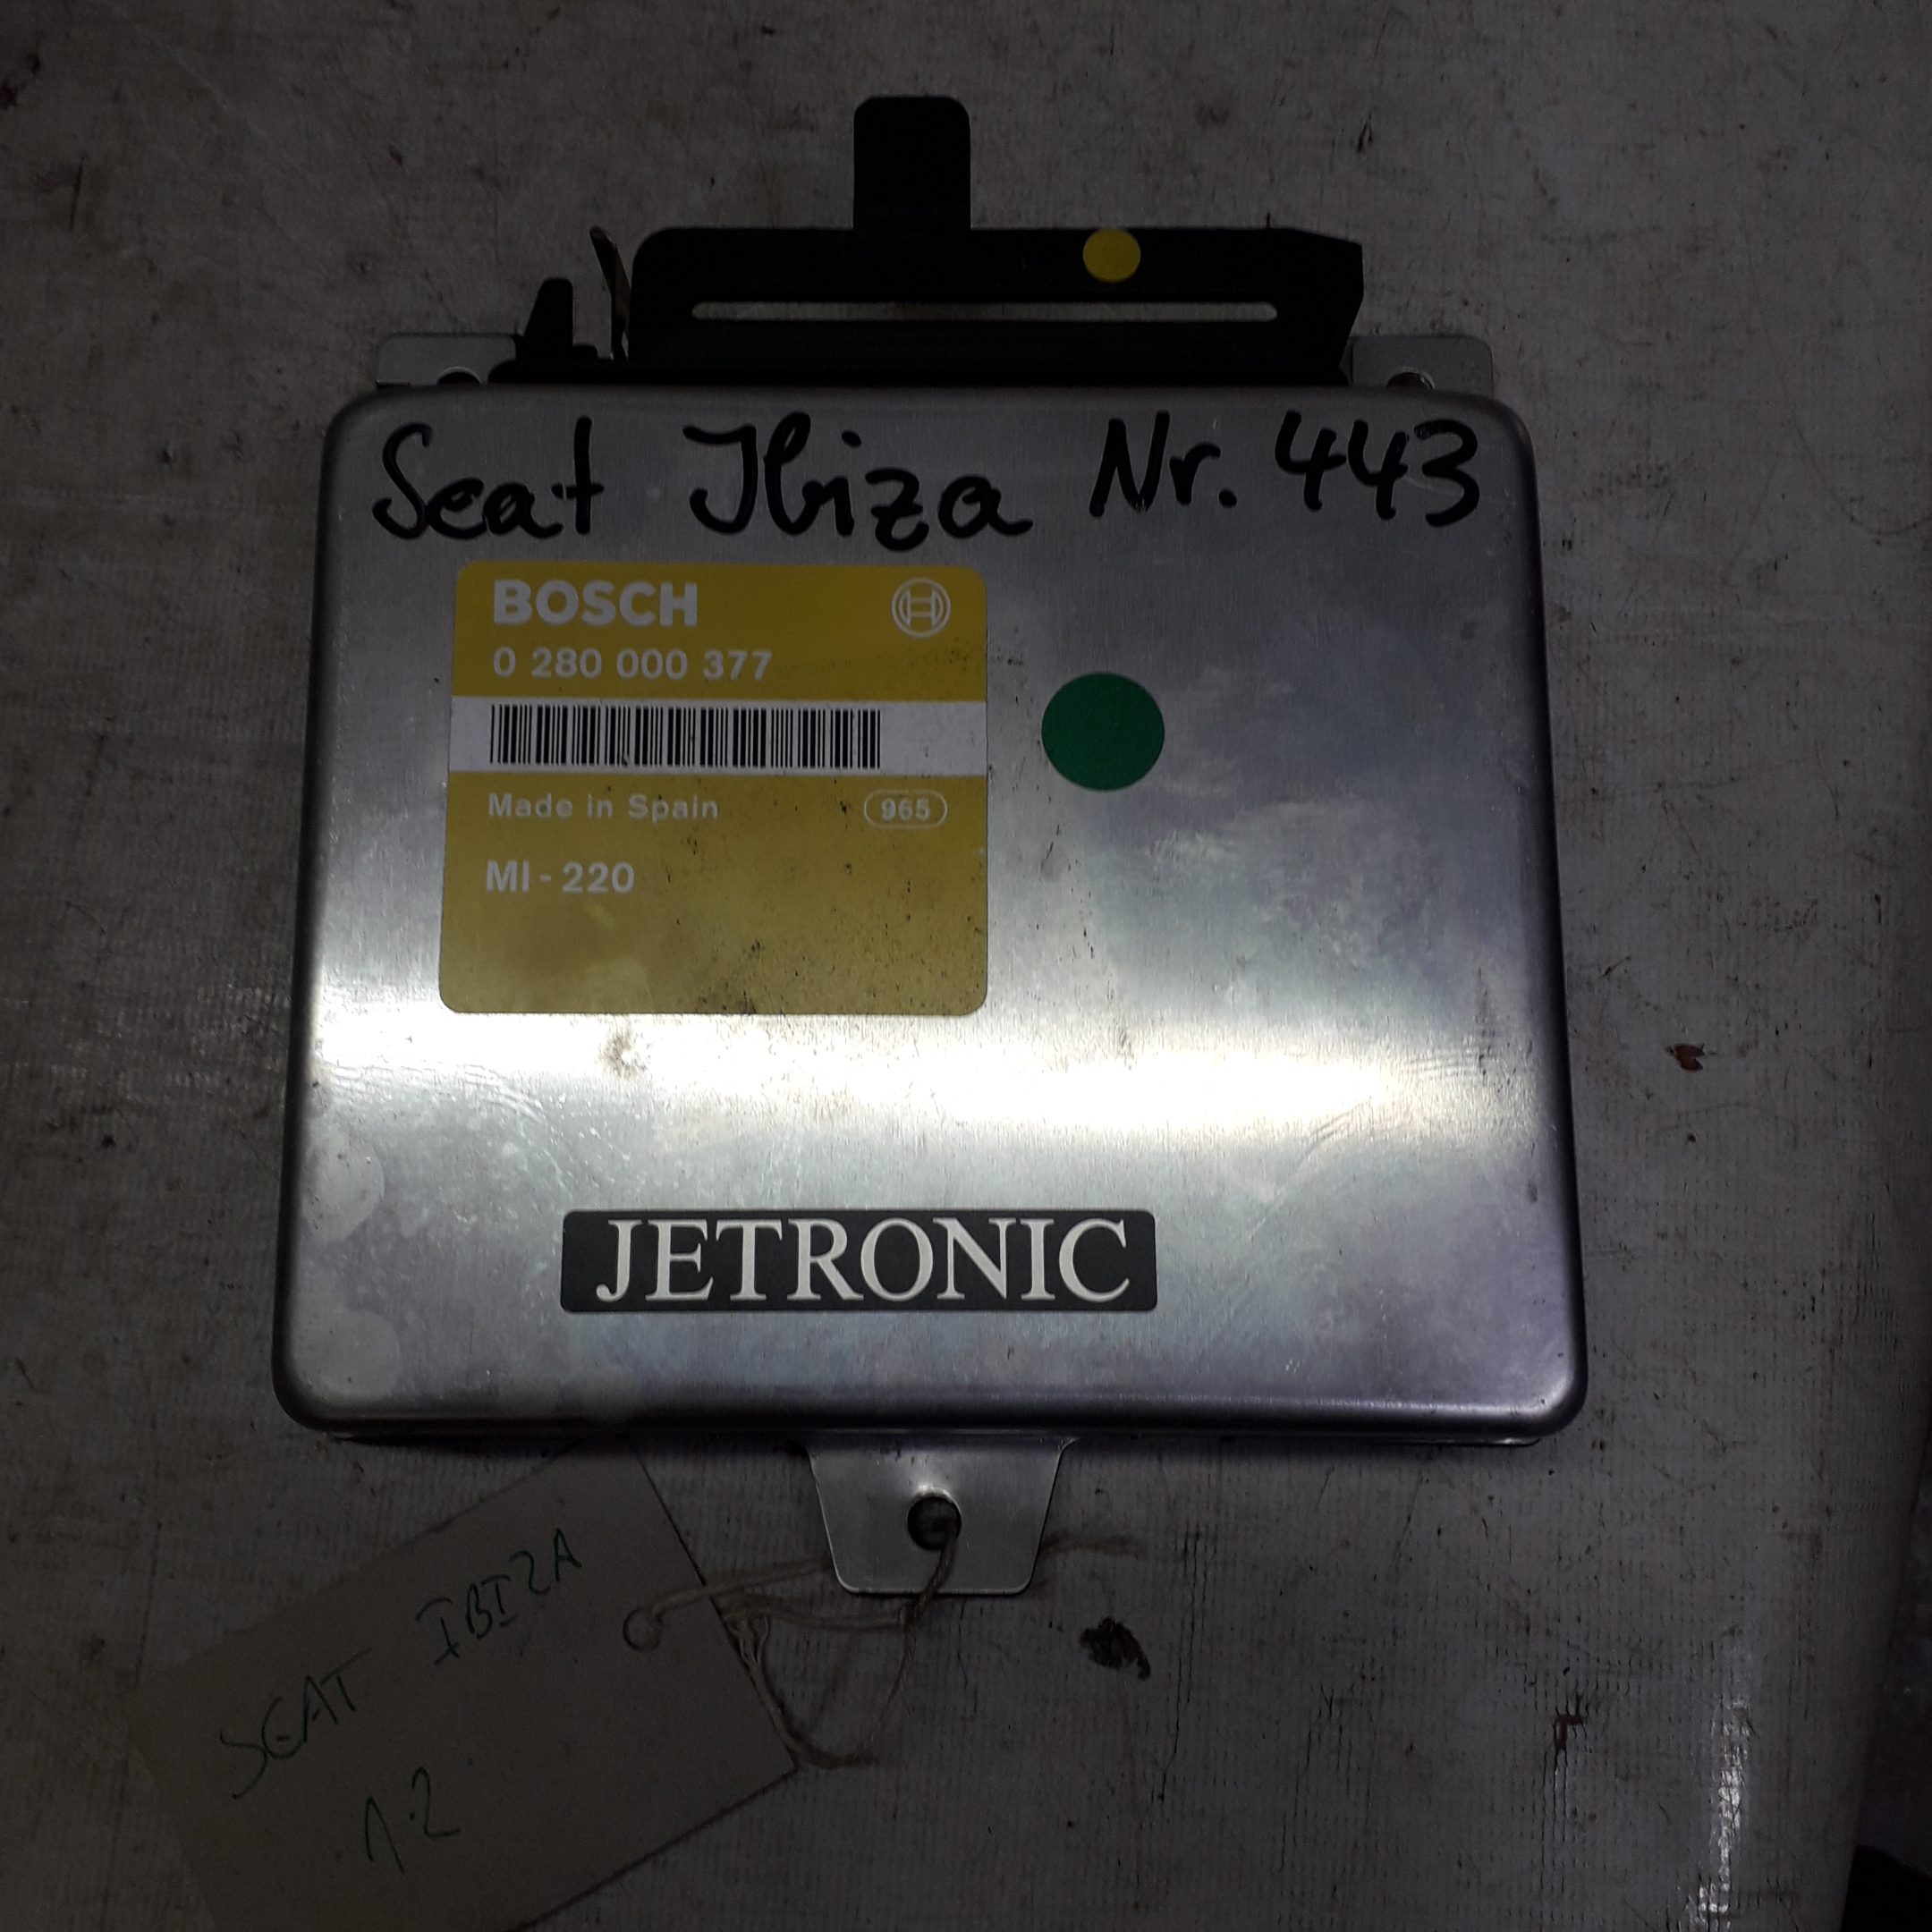 Seat Ibiza Nr. 443
BOSCH
0 280 000 377
Made in Spain 965
MI-220
JETRONIC
SEAT IBIZA
1.2